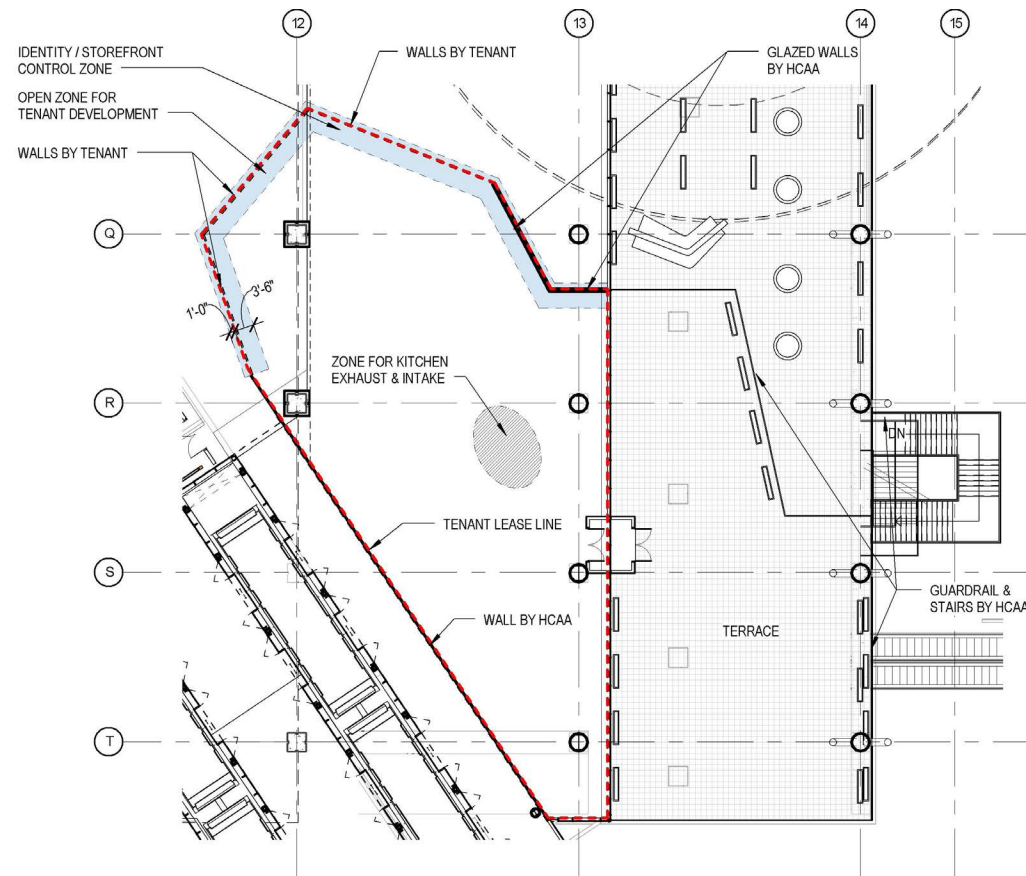 12
13
14
15
IDENTITY / STOREFRONT
CONTROL ZONE
WALLS BY TENANT
GLAZED WALLS
BY HCAA
OPEN ZONE FOR
TENANT DEVELOPMENT
WALLS BY TENANT
Q
3'-6"
1'-0"
ZONE FOR KITCHEN
EXHAUST & INTAKE
R
DN
TENANT LEASE LINE
S
GUARDRAIL &
STAIRS BY HCAA
WALL BY HCAA
TERRACE
T